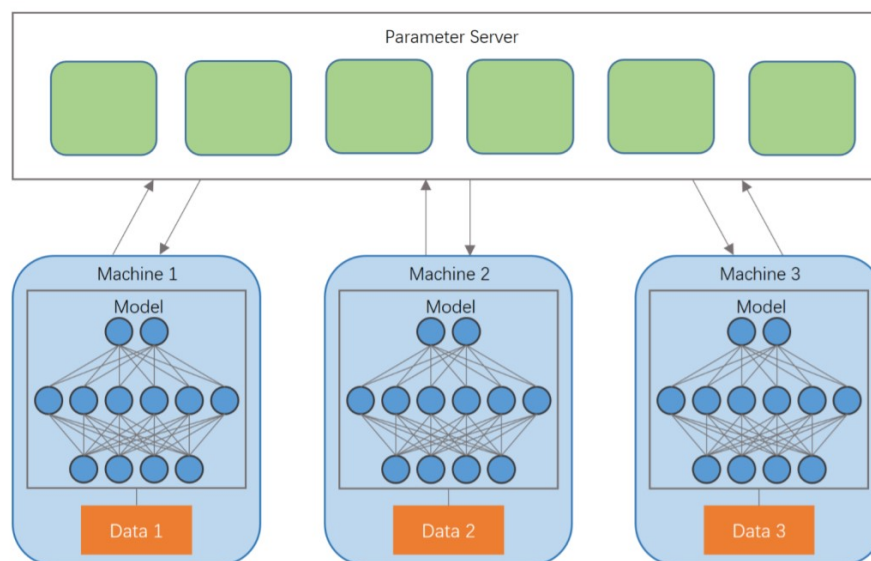 Parameter Server
Machine 1
Machine 2
Machine 3
Model
Model
Model
Data 1
Data 2
Data 3